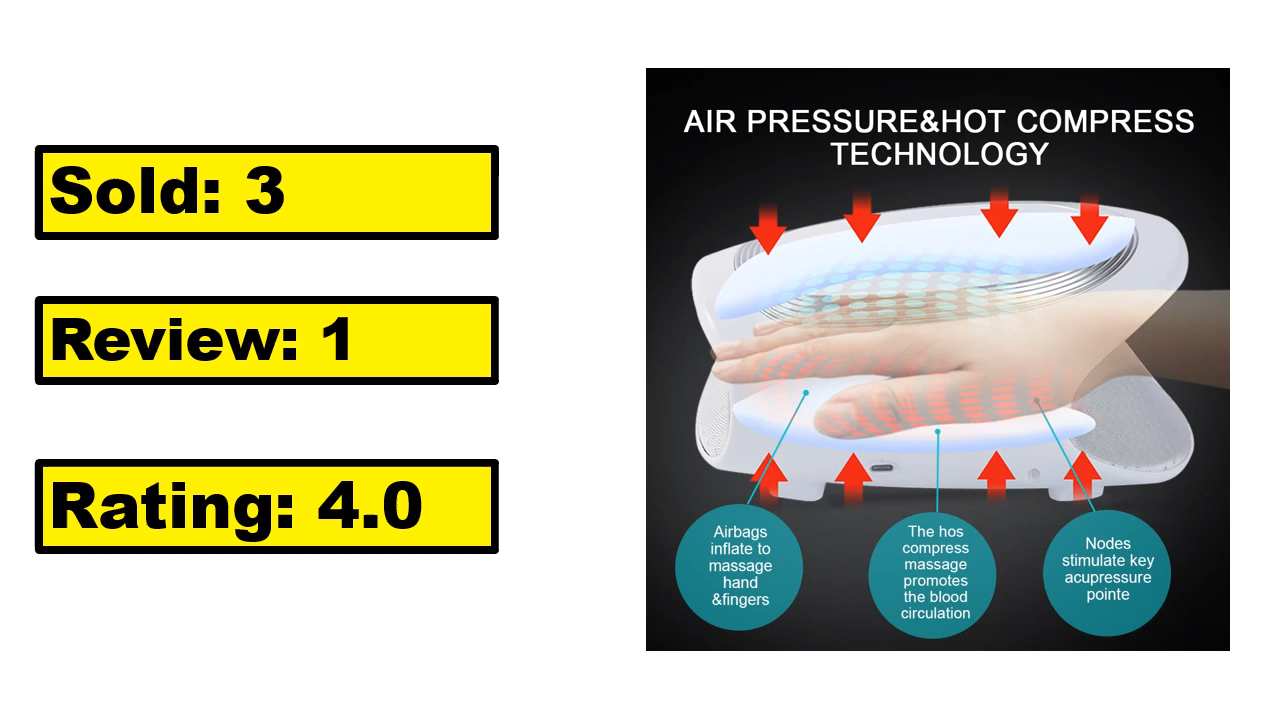 Sold: 3
Review: 1
Rating: 4.0
AIR PRESSURE&HOT COMPRESS
TECHNOLOGY
Airbags
inflate to
massage
hand
&fingers
The hos
compress
massage
promotes
the blood
circulation
Nodes
stimulate key
acupressure
pointe